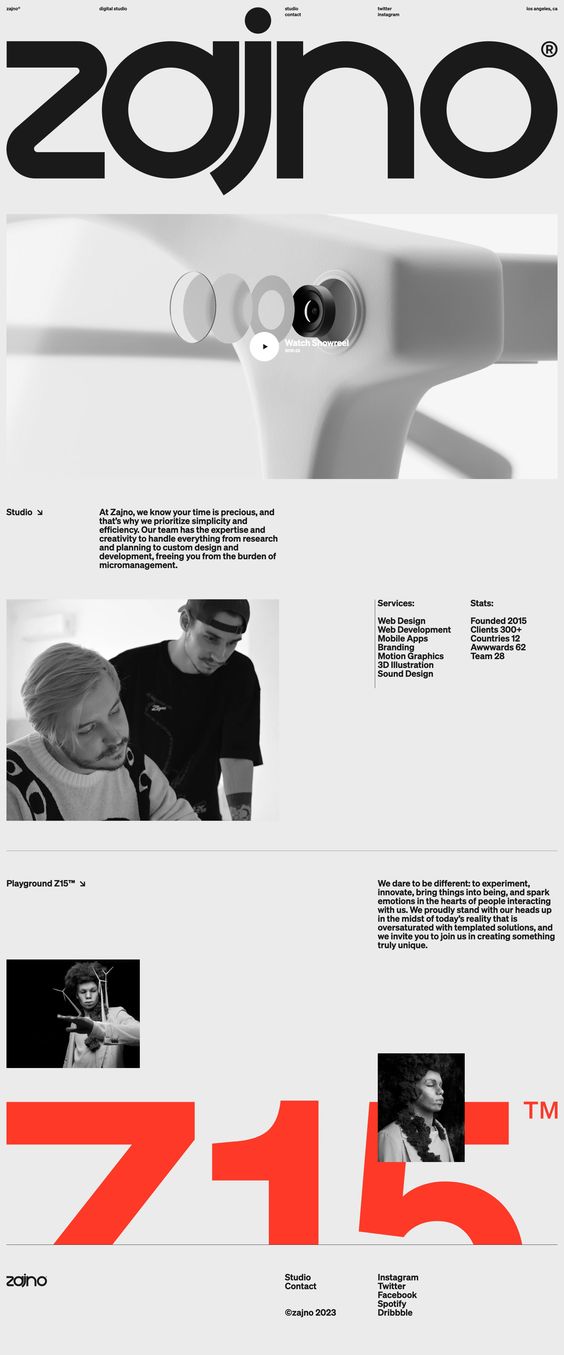 zajno®
digital studio
studio
contact
twitter
instagram
los angeles, ca
zajno®
Watch Showreel
Studio ↘
At Zajno, we know your time is precious, and
that's why we prioritize simplicity and
efficiency. Our team has the expertise and
creativity to handle everything from research
and planning to custom design and
development, freeing you from the burden of
micromanagement.
Services:
Web Design
Web Development
Mobile Apps
Branding
Motion Graphics
3D Illustration
Sound Design
Stats:
Founded 2015
Clients 300+
Countries 12
Awwwards 62
Team 28
Playground Z15™ ↘
We dare to be different: to experiment,
innovate, bring things into being, and spark
emotions in the hearts of people interacting
with us. We proudly stand with our heads up
in the midst of today's reality that is
oversaturated with templated solutions, and
we invite you to join us in creating something
truly unique.
Z15™
zajno
Studio
Contact
©zajno 2023
Instagram
Twitter
Facebook
Spotify
Dribbble